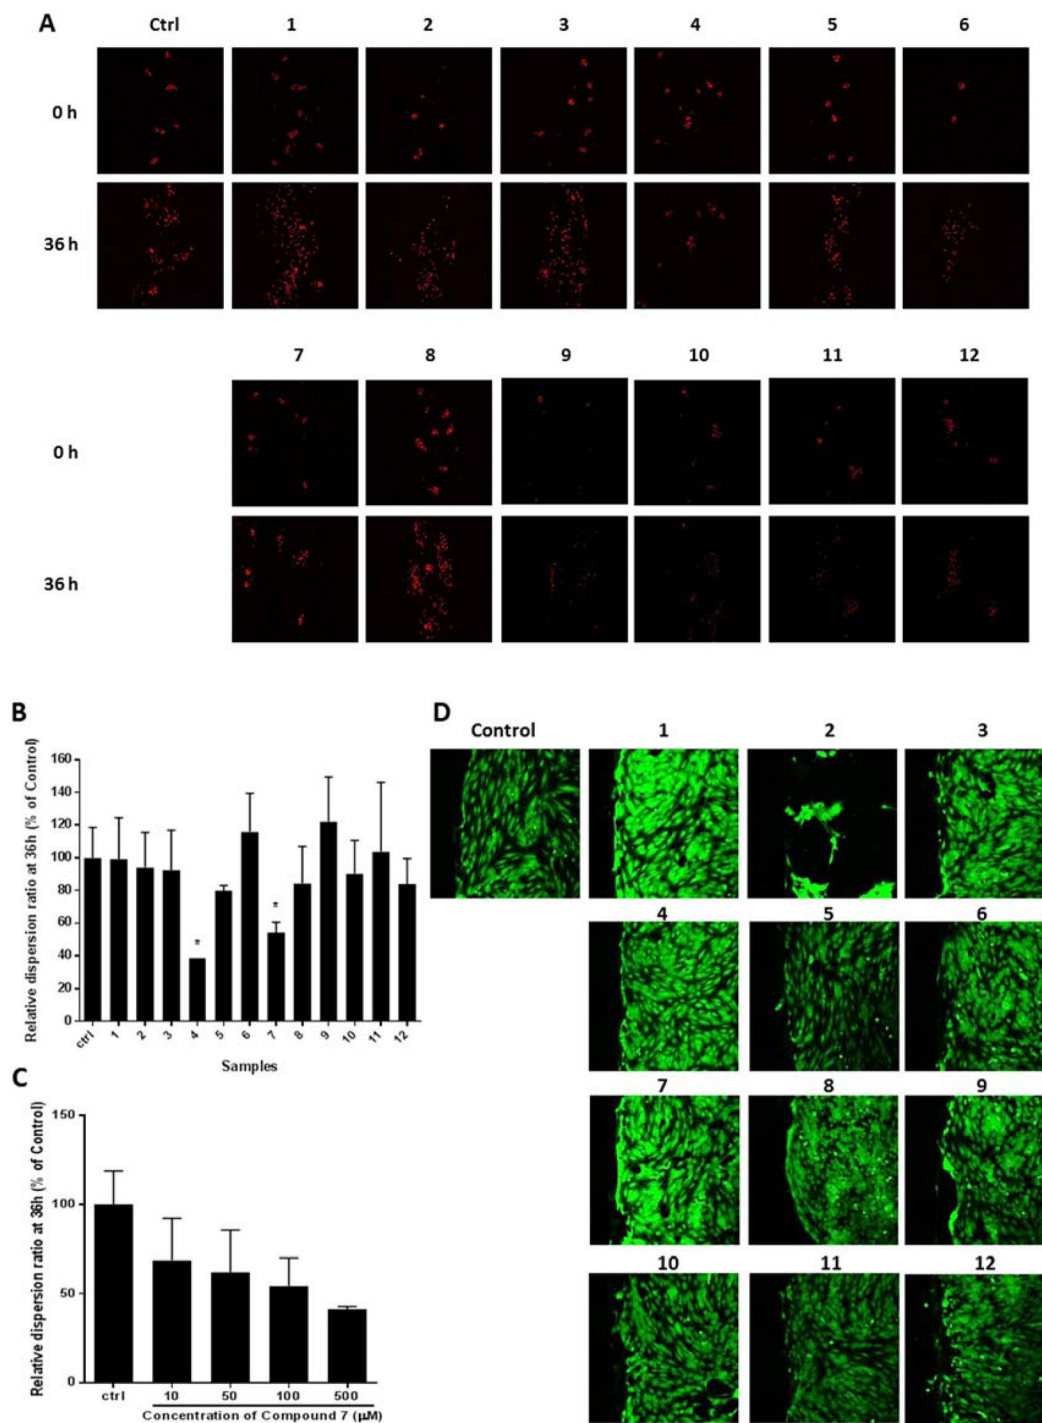 A
Ctrl 1 2 3 4 5 6
0 h
36 h
7 8 9 10 11 12
0 h
36 h
B
Relative dispersion ratio at 36h (% of Control)
160
140
120
100
80
60
40
20
0
* *
ctrl 1 2 3 4 5 6 7 8 9 10 11 12
Samples
C
Relative dispersion ratio at 36h (% of Control)
150
100
50
0
ctrl 10 50 100 500
Concentration of Compound 7 (μM)
D
Control 1 2 3
4 5 6
7 8 9
10 11 12